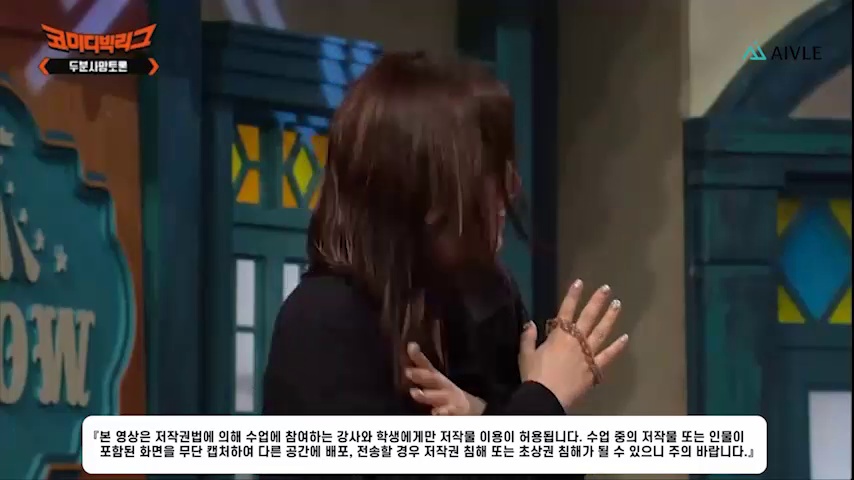 코미디빅리그
두분사망토론
AIVLE
WO
『본 영상은 저작권법에 의해 수업에 참여하는 강사와 학생에게만 저작물 이용이 허용됩니다. 수업 중의 저작물 또는 인물이
포함된 화면을 무단 캡처하여 다른 공간에 배포, 전송할 경우 저작권 침해 또는 초상권 침해가 될 수 있으니 주의 바랍니다.』